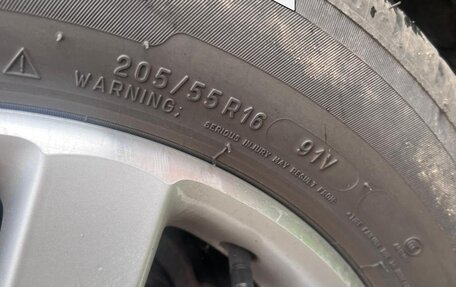 205/55R16 91V
WARNING;
SERIOUS INJURY MAY RESULT FROM: